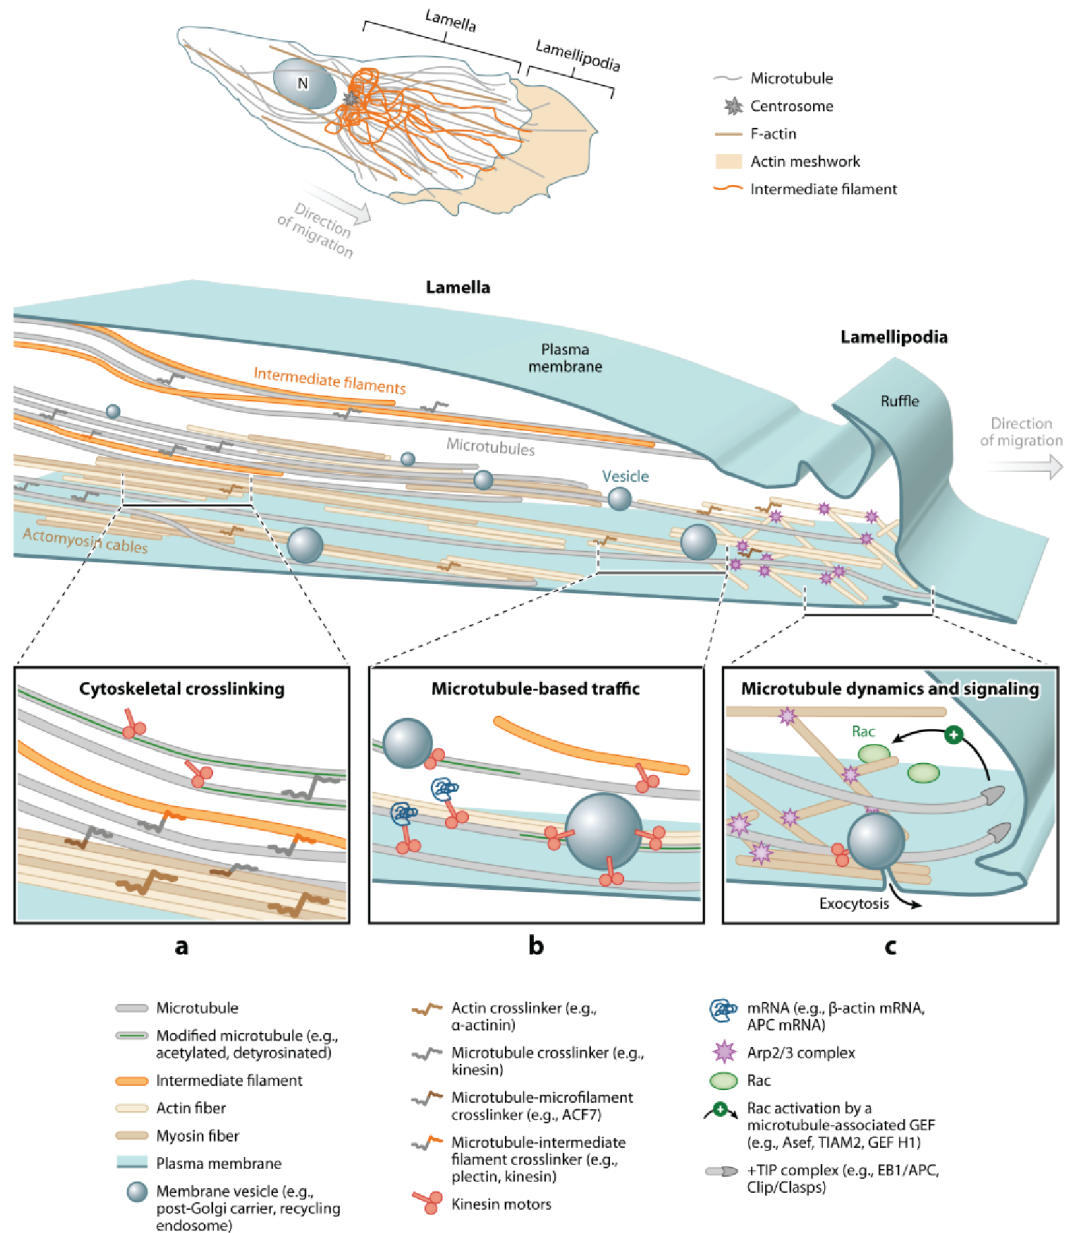 Lamella
Lamellipodia
N
Direction
of migration
Microtubule
Centrosome
F-actin
Actin meshwork
Intermediate filament
Lamella
Lamellipodia
Plasma
membrane
Ruffle
Direction
of migration
Intermediate filaments
Microtubules
Vesicle
Actomyosin cables
Cytoskeletal crosslinking
Microtubule-based traffic
Microtubule dynamics and signaling
Rac
+
Exocytosis
a
b
c
Microtubule
Modified microtubule (e.g.,
acetylated, detyrosinated)
Intermediate filament
Actin fiber
Myosin fiber
Plasma membrane
Membrane vesicle (e.g.,
post-Golgi carrier, recycling
endosome)
Actin crosslinker (e.g.,
α-actinin)
Microtubule crosslinker (e.g.,
kinesin)
Microtubule-microfilament
crosslinker (e.g., ACF7)
Microtubule-intermediate
filament crosslinker (e.g.,
plectin, kinesin)
Kinesin motors
mRNA (e.g., β-actin mRNA,
APC mRNA)
Arp2/3 complex
Rac
+
Rac activation by a
microtubule-associated GEF
(e.g., Asef, TIAM2, GEF H1)
+TIP complex (e.g., EB1/APC,
Clip/Clasps)